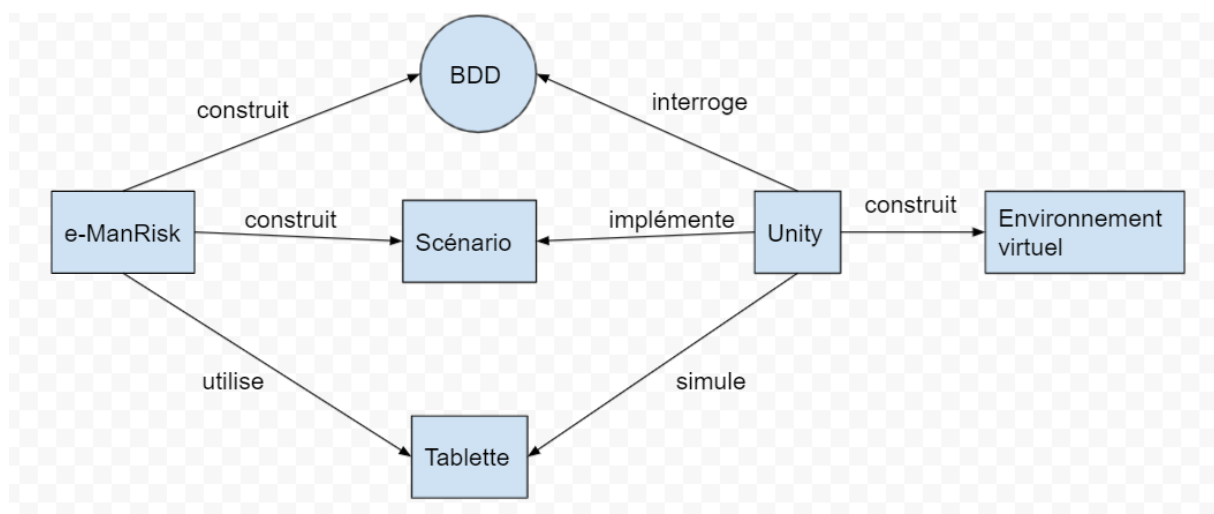 BDD
construit
interroge
e-ManRisk
construit
Scénario
implémente
Unity
construit
Environnement
virtuel
utilise
simule
Tablette